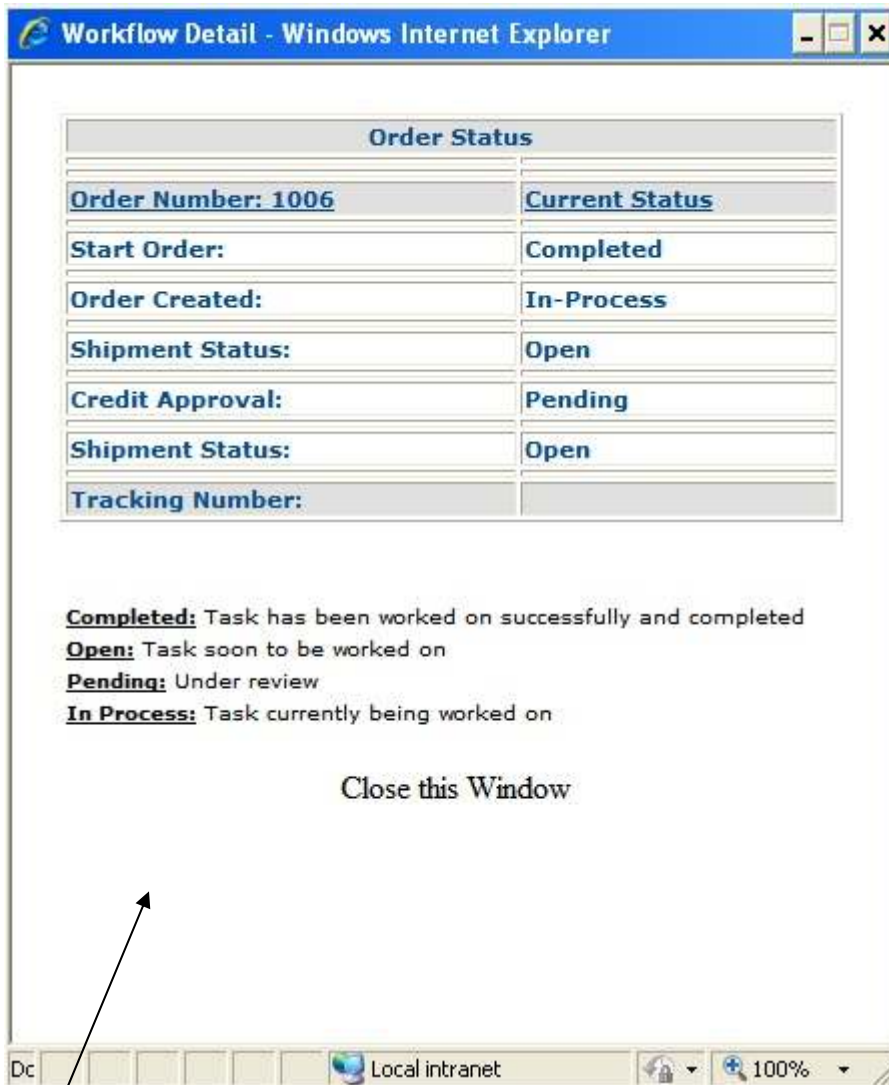 Workflow Detail - Windows Internet Explorer
Order Status
Order Number: 1006 Current Status
Start Order: Completed
Order Created: In-Process
Shipment Status: Open
Credit Approval: Pending
Shipment Status: Open
Tracking Number:
Completed: Task has been worked on successfully and completed
Open: Task soon to be worked on
Pending: Under review
In Process: Task currently being worked on
Close this Window
Dc Local intranet 100%